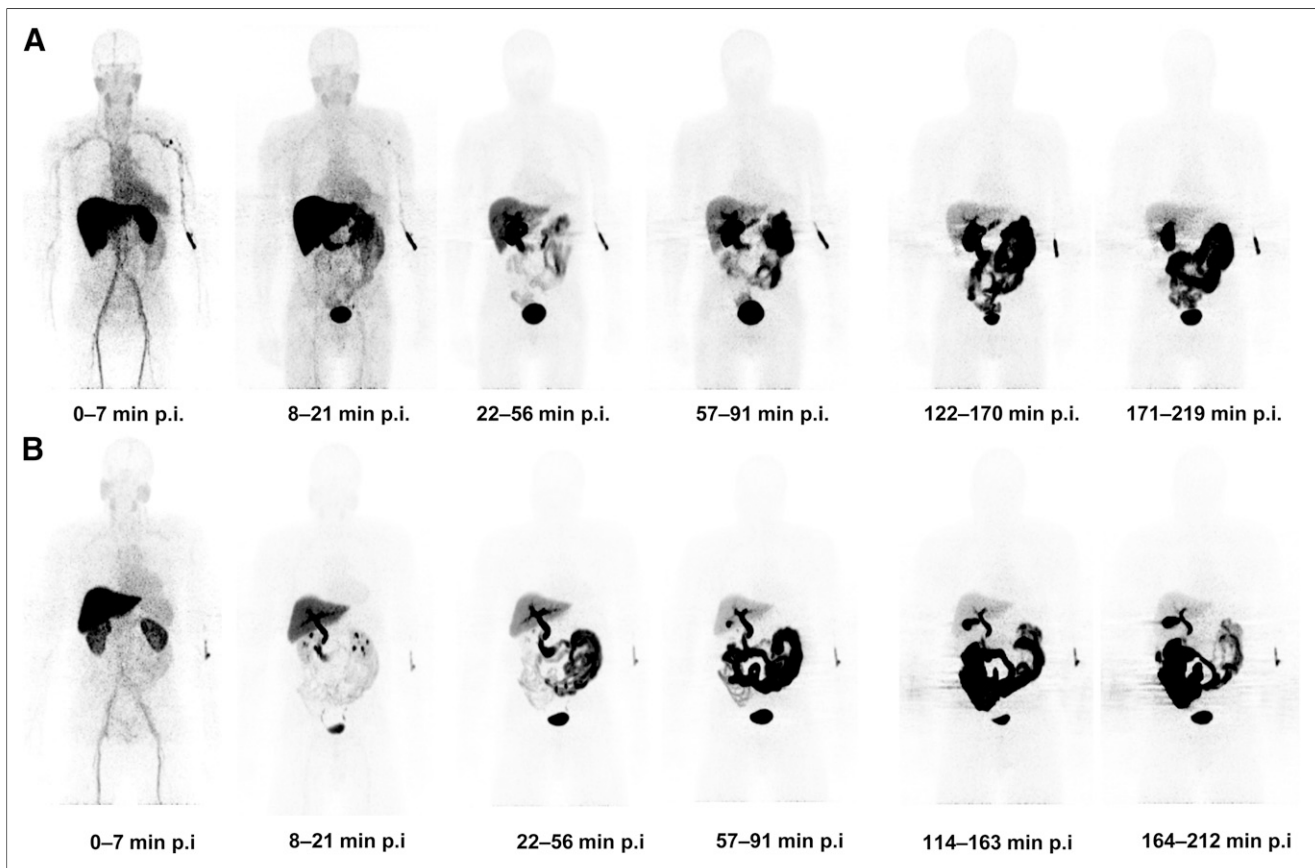 A
0–7 min p.i. 8–21 min p.i. 22–56 min p.i. 57–91 min p.i. 122–170 min p.i. 171–219 min p.i.
B
0–7 min p.i 8–21 min p.i 22–56 min p.i 57–91 min p.i 114–163 min p.i 164–212 min p.i